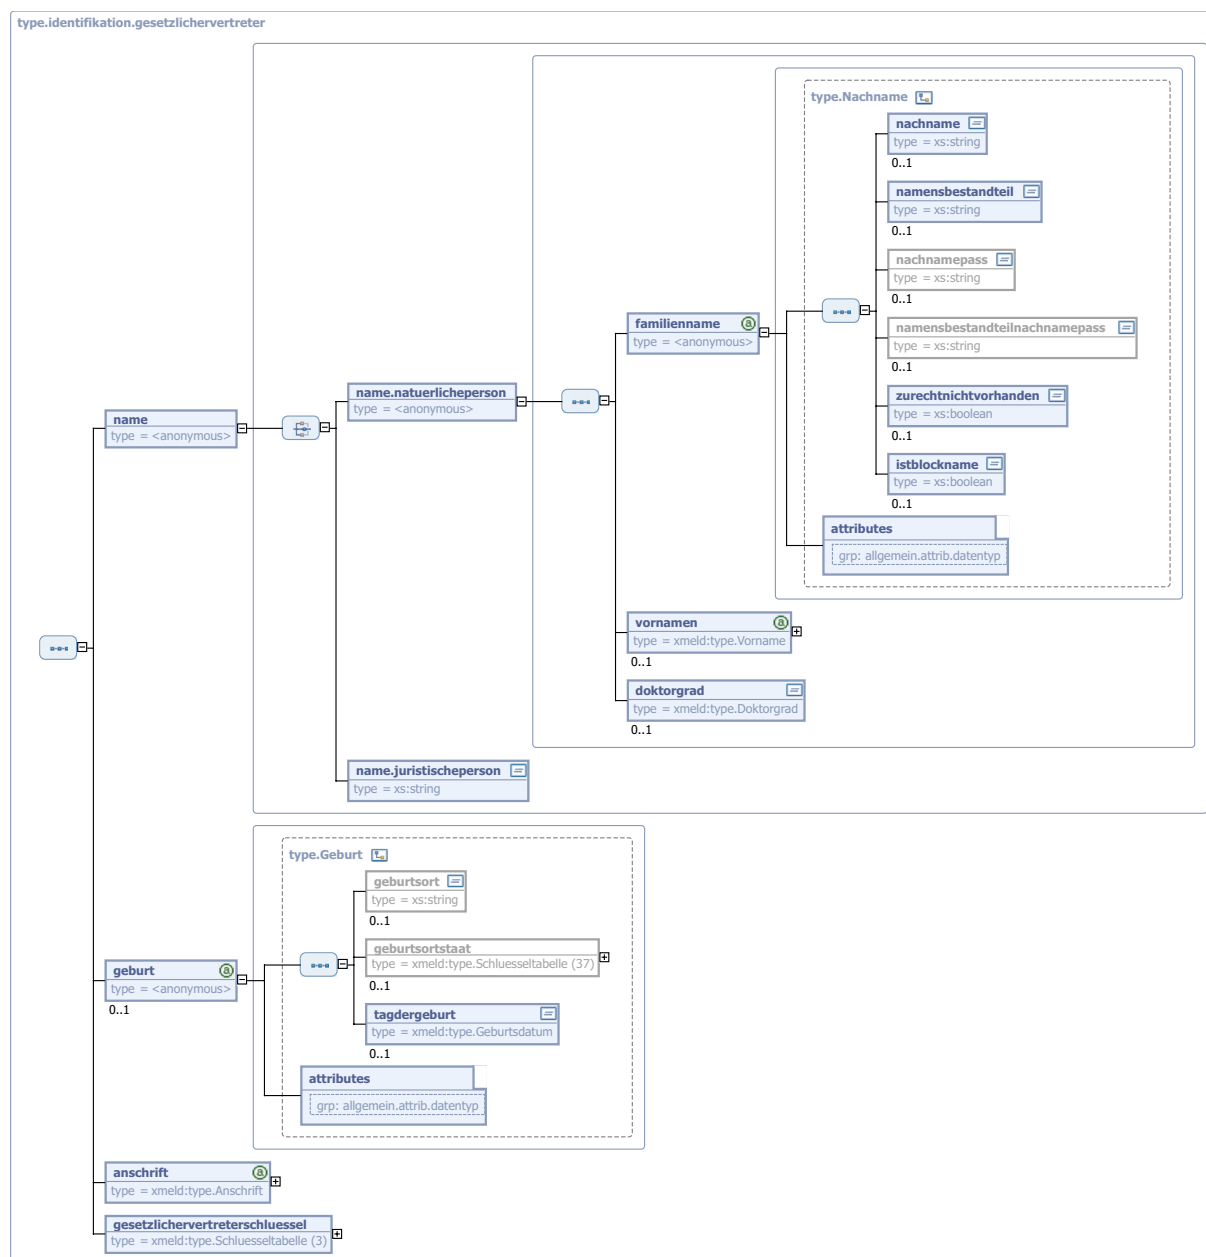 type.identifikation.gesetzlichervertreter
type.Nachname
nachname
type = xs:string
0..1
namensbestandteil
type = xs:string
0..1
nachnamepass
type = xs:string
0..1
namensbestandteilnachnamepass
type = xs:string
0..1
zurechtnichtvorhanden
type = xs:boolean
0..1
istblockname
type = xs:boolean
0..1
attributes
grp: allgemein.attrib.datentyp
familienname
type = <anonymous>
name.natuerlicheperson
type = <anonymous>
name
type = <anonymous>
vornamen
type = xmeld:type.Vorname
0..1
doktorgrad
type = xmeld:type.Doktorgrad
0..1
name.juristischeperson
type = xs:string
type.Geburt
geburtsort
type = xs:string
0..1
geburtsortstaat
type = xmeld:type.Schluesseltabelle (37)
0..1
geburt
type = <anonymous>
0..1
tagdergeburt
type = xmeld:type.Geburtsdatum
0..1
attributes
grp: allgemein.attrib.datentyp
anschrift
type = xmeld:type.Anschrift
gesetzlichervertreterschluessel
type = xmeld:type.Schluesseltabelle (3)